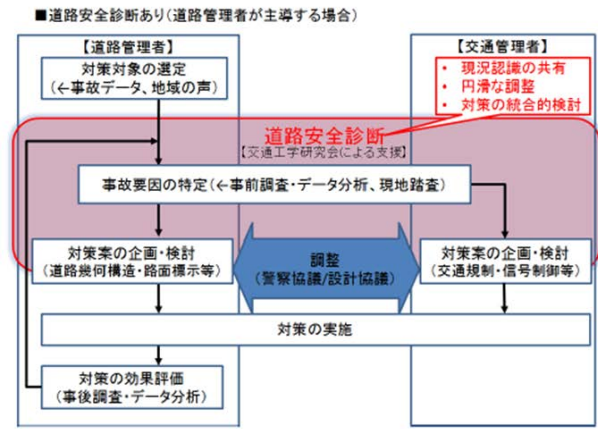 ■道路安全診断あり(道路管理者が主導する場合)
【道路管理者】
【交通管理者】
対策対象の選定
(←事故データ、地域の声)
• 現況認識の共有
• 円滑な調整
• 対策の統合的検討
道路安全診断
【交通工学研究会による支援】
事故要因の特定(←事前調査・データ分析、現地踏査)
対策案の企画・検討
(道路幾何構造・路面標示等)
調整
(警察協議/設計協議)
対策案の企画・検討
(交通規制・信号制御等)
対策の実施
対策の効果評価
(事後調査・データ分析)